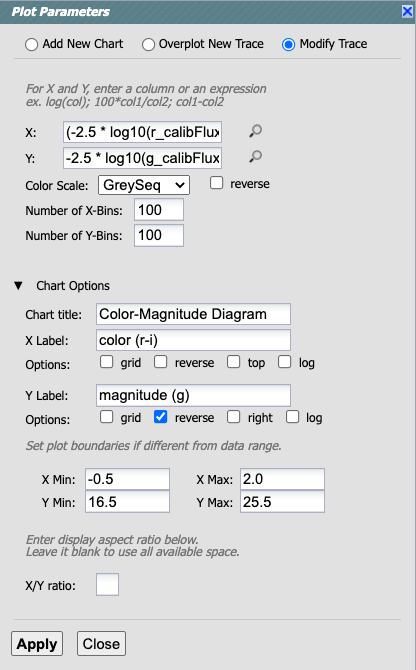 Plot Parameters
Add New Chart Overplot New Trace Modify Trace
For X and Y, enter a column or an expression
ex. log(col); 100*col1/col2; col1-col2
X: (-2.5 * log10(r_calibFlux
Y: -2.5 * log10(g_calibFlux
Color Scale: GreySeq reverse
Number of X-Bins: 100
Number of Y-Bins: 100
Chart Options
Chart title: Color-Magnitude Diagram
X Label: color (r-i)
Options: grid reverse top log
Y Label: magnitude (g)
Options: grid reverse right log
Set plot boundaries if different from data range.
X Min: -0.5 X Max: 2.0
Y Min: 16.5 Y Max: 25.5
Enter display aspect ratio below.
Leave it blank to use all available space.
X/Y ratio:
Apply Close